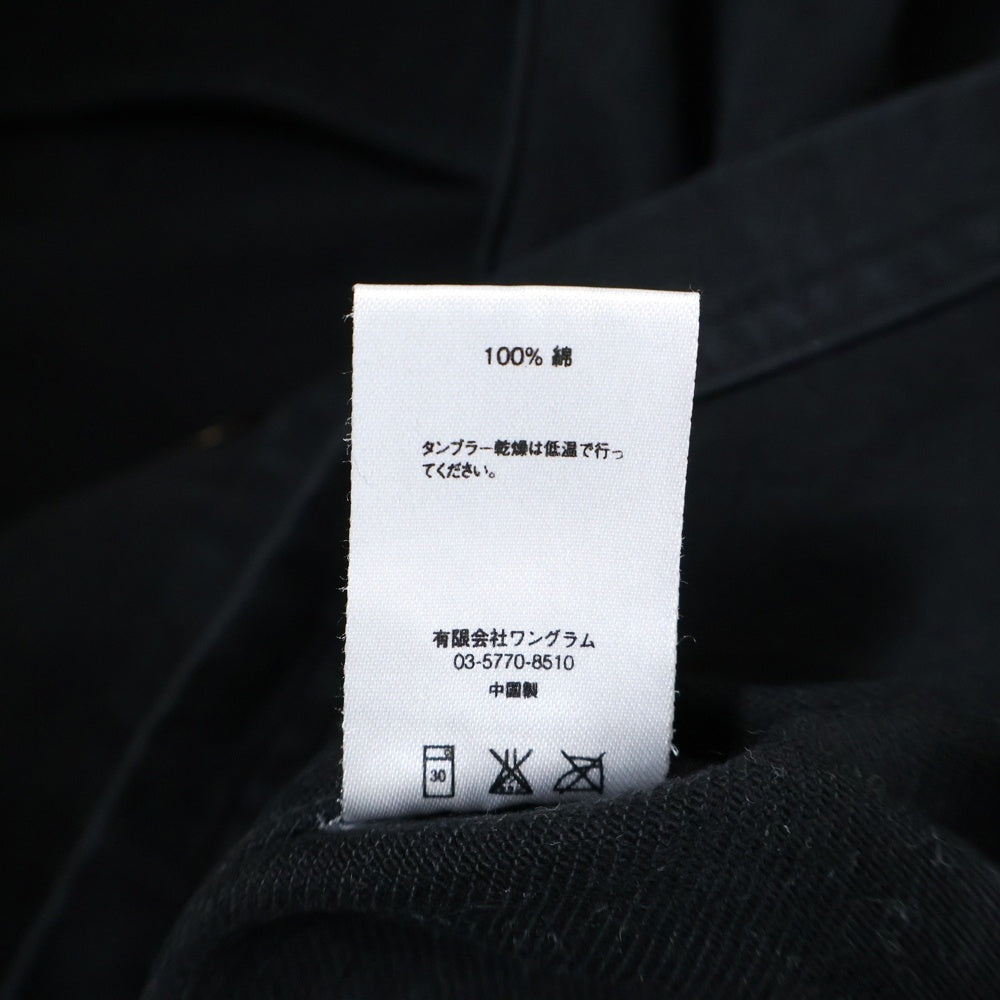 100% 綿
タンブラー乾燥は低温で行っ
てください。
有限会社ワングラム
03-5770-8510
中国製
30